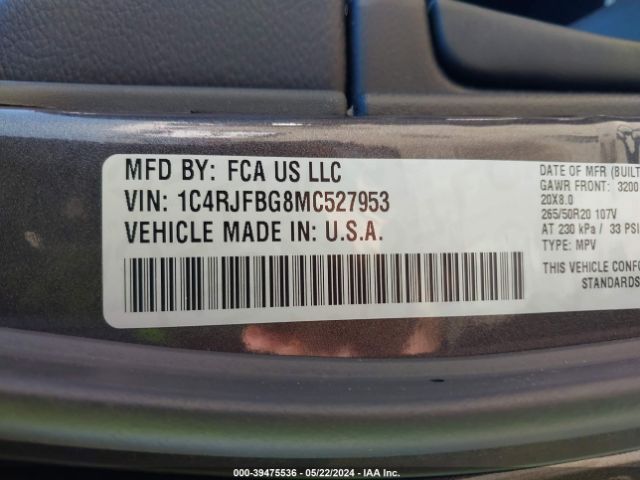 MFD BY: FCA US LLC
VIN: 1C4RJFBG8MC527953
VEHICLE MADE IN: U.S.A.
DATE OF MFR (BUILT
GAWR FRONT: 3200
20X8.0
265/50R20 107V
AT 230 kPa / 33 PSI
TYPE: MPV
THIS VEHICLE CONFO
STANDARDS
© 000-39475536 - 05/22/2024 - IAA Inc.